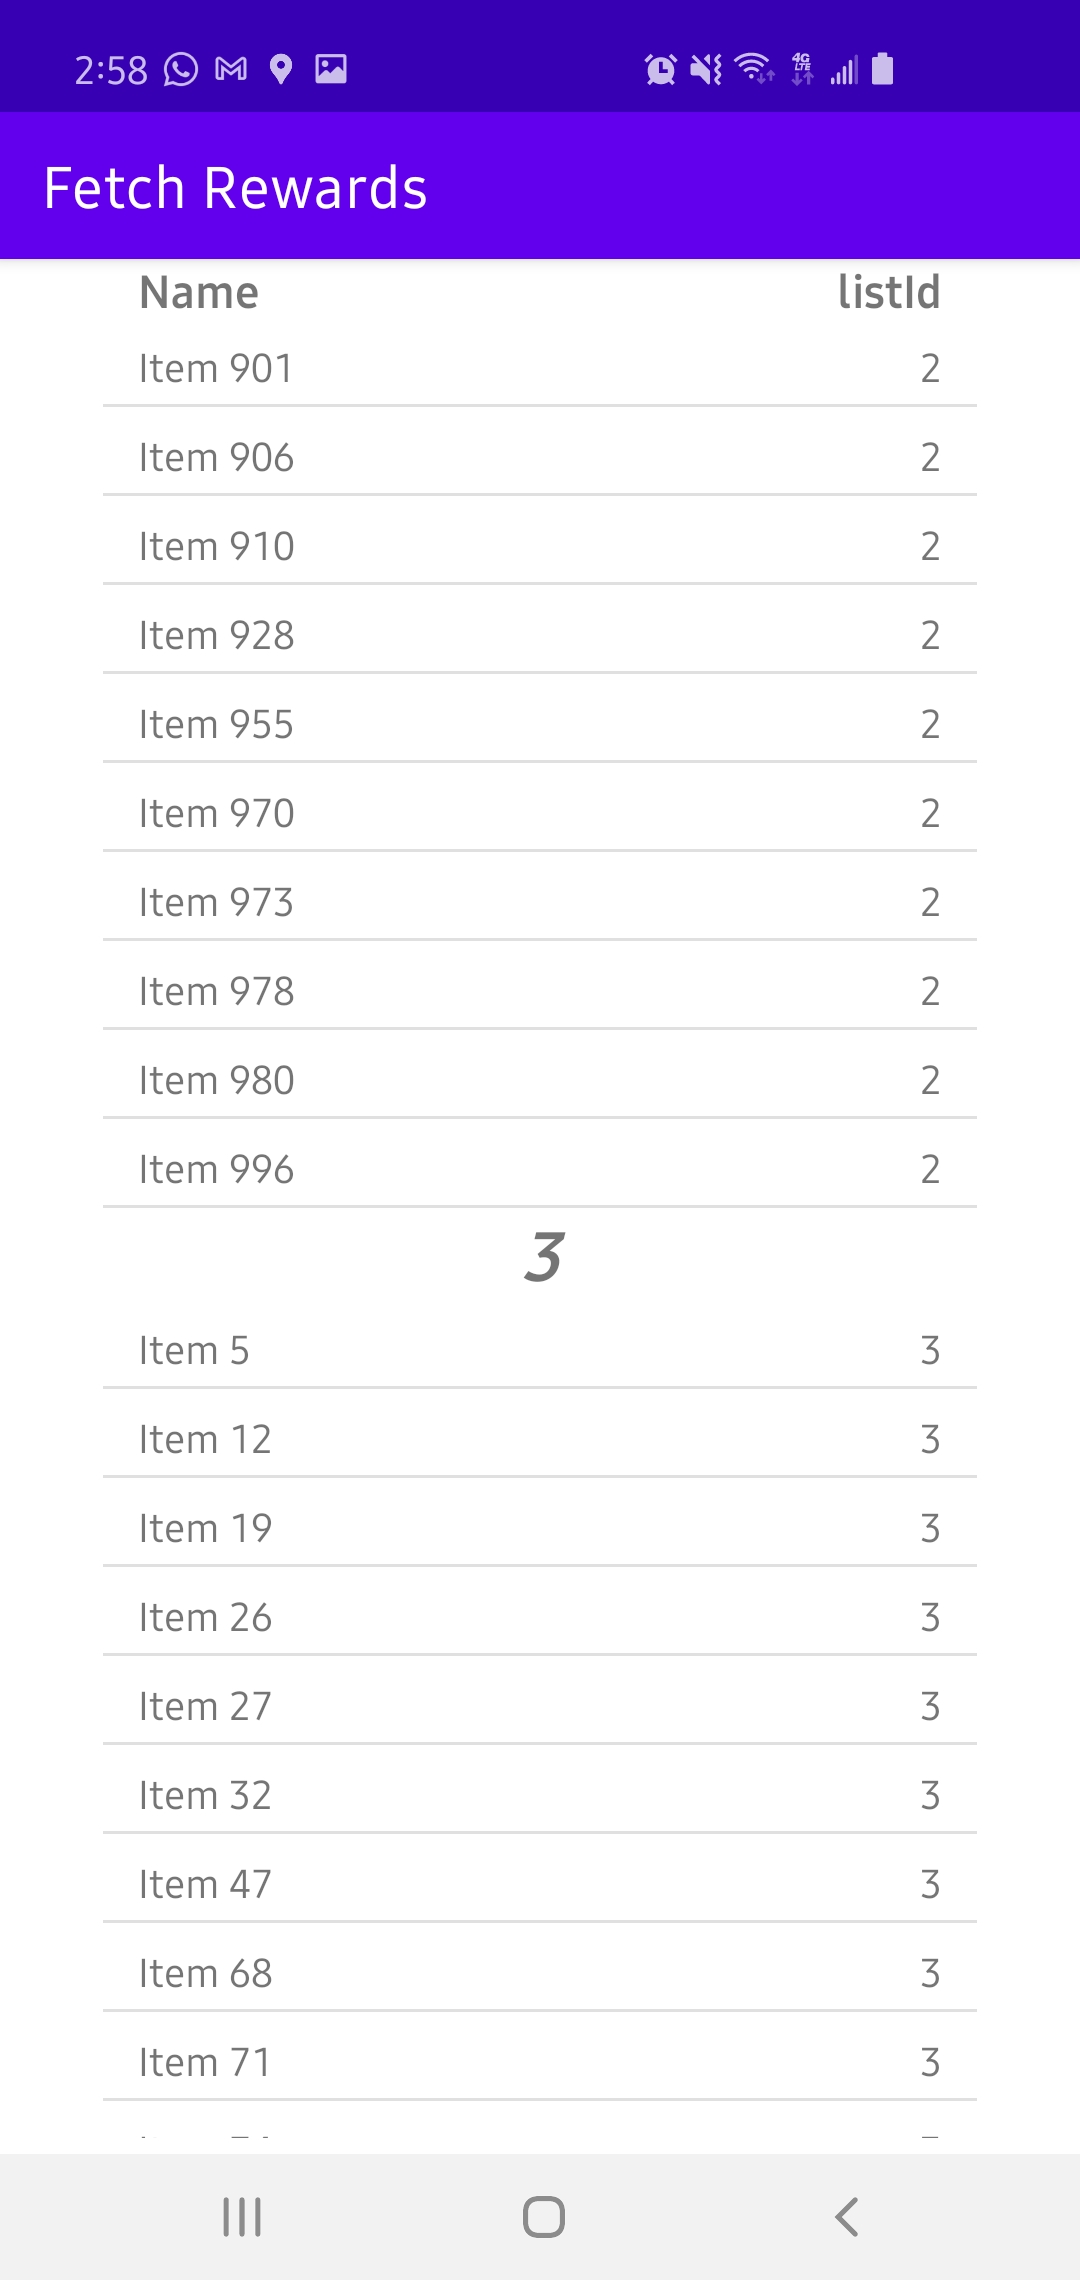 2:58
4G LTE
Fetch Rewards
Name listId
Item 901 2
Item 906 2
Item 910 2
Item 928 2
Item 955 2
Item 970 2
Item 973 2
Item 978 2
Item 980 2
Item 996 2
3
Item 5 3
Item 12 3
Item 19 3
Item 26 3
Item 27 3
Item 32 3
Item 47 3
Item 68 3
Item 71 3